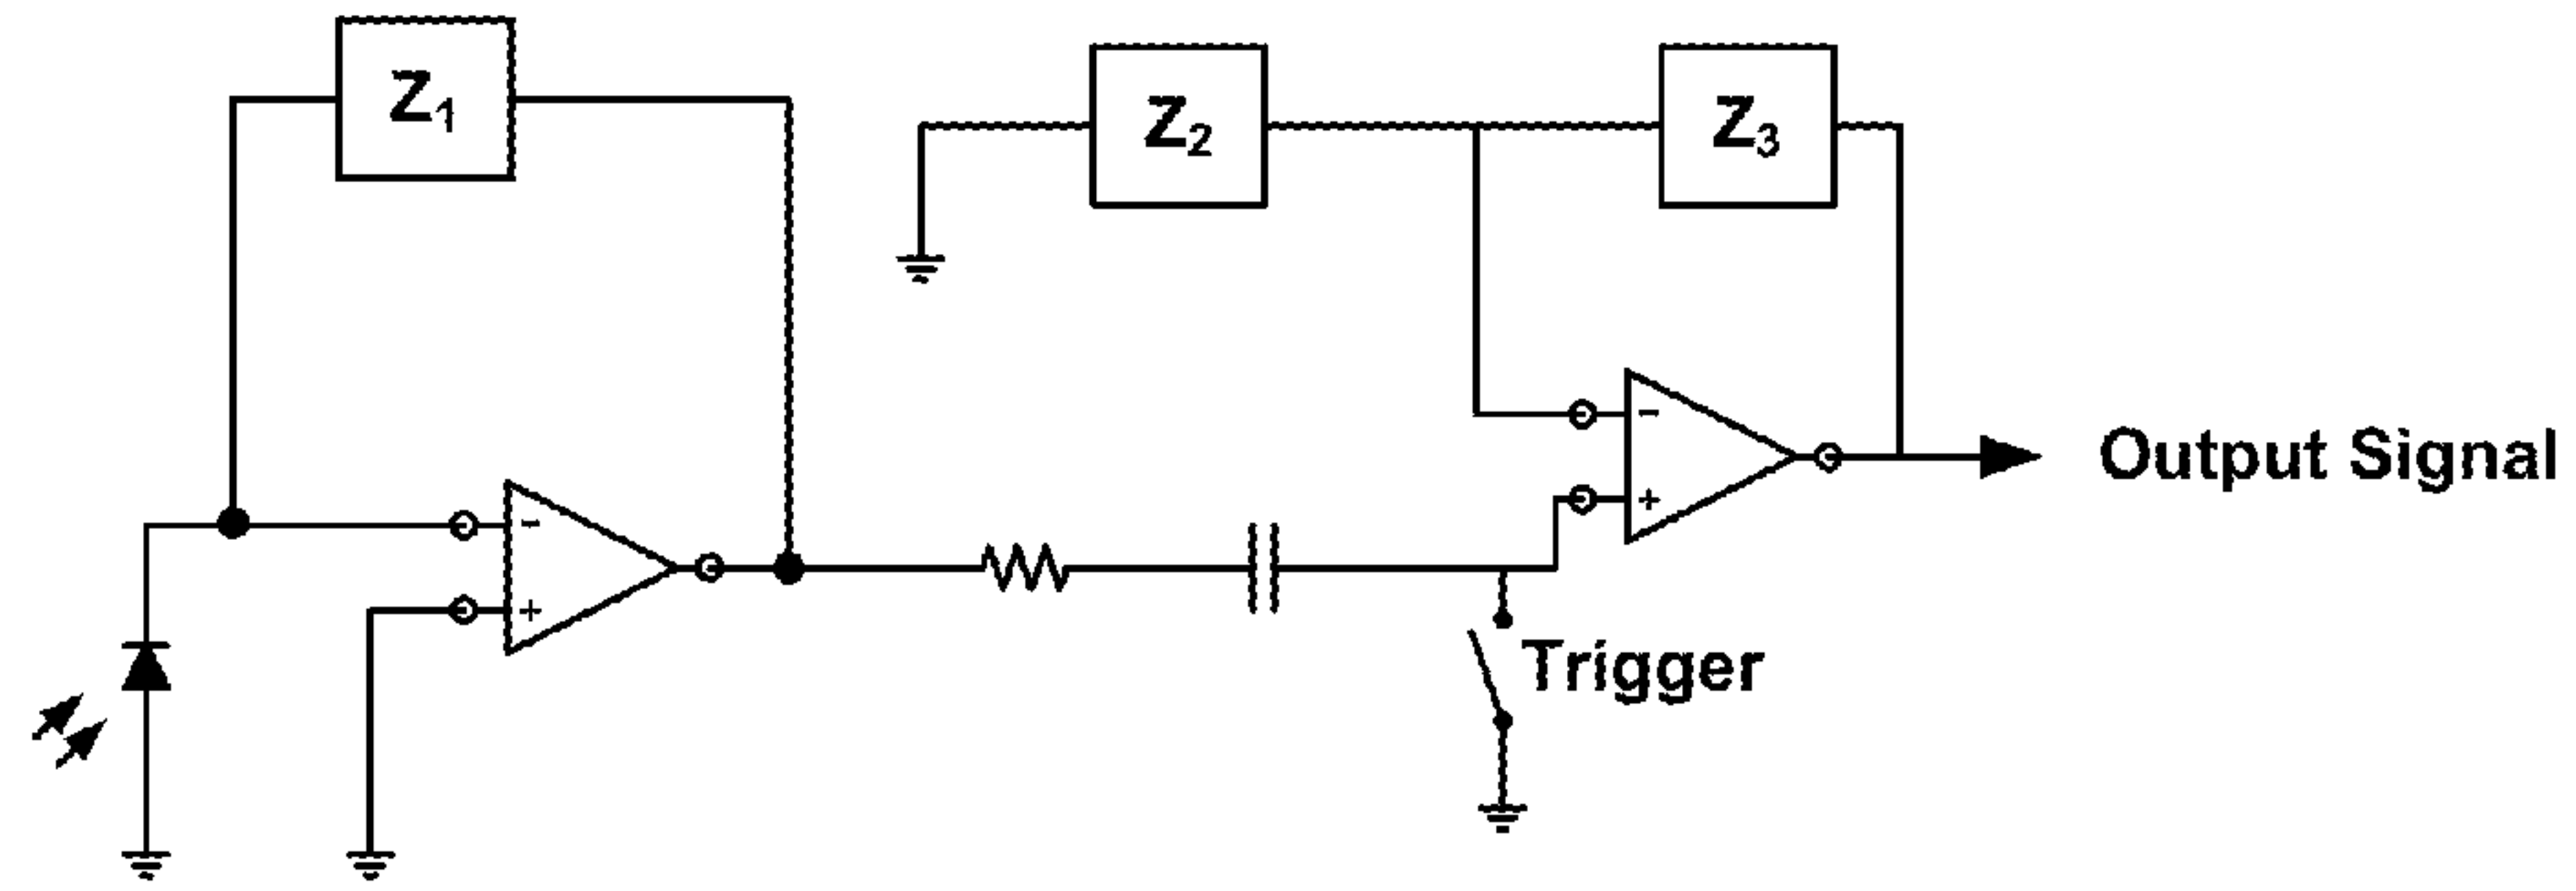 Z₁
Z₂
Z₃
-
+
-
+
Output Signal
Trigger